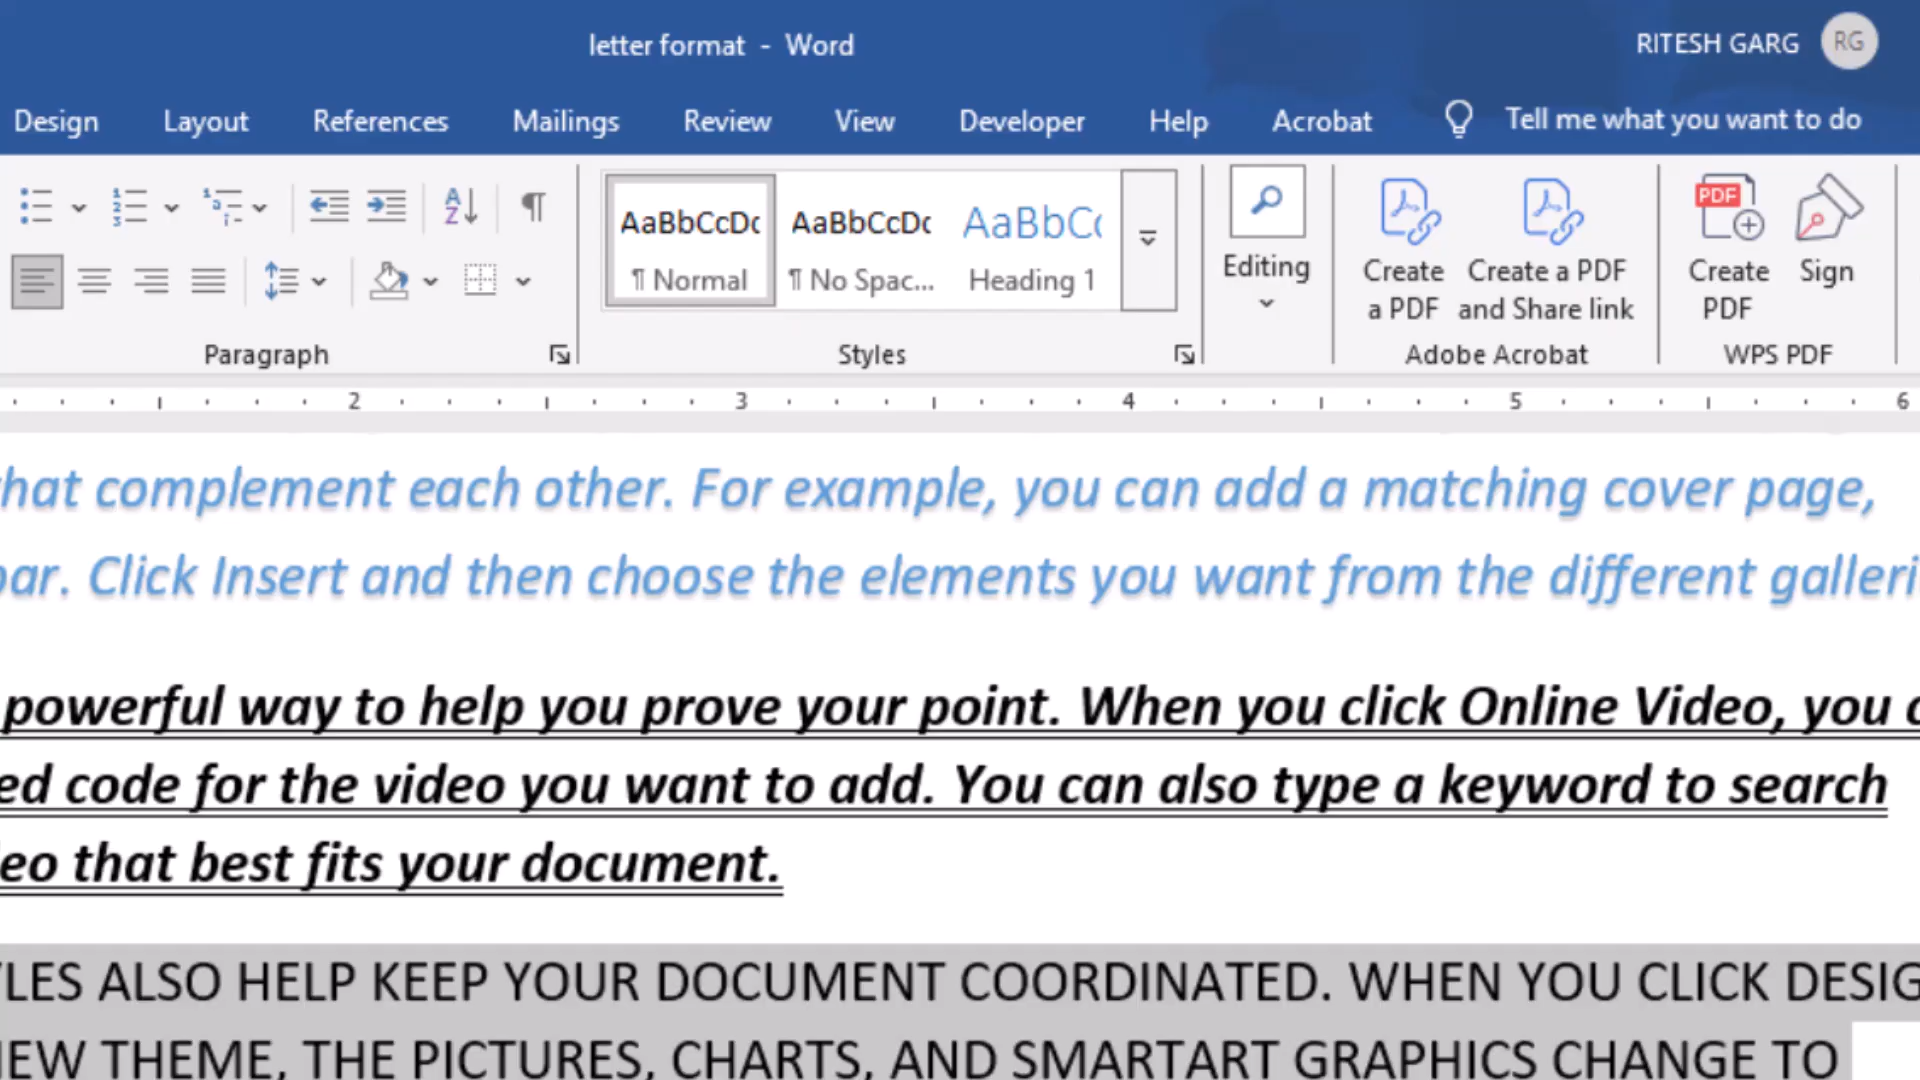 letter format - Word
RITESH GARG RG
Design Layout References Mailings Review View Developer Help Acrobat Tell me what you want to do
AaBbCcDc AaBbCcDc AaBbCc
¶ Normal ¶ No Spac... Heading 1
Editing
Create a PDF
Create a PDF and Share link
Create PDF
Sign
Paragraph Styles Adobe Acrobat WPS PDF
2 3 4 5 6
that complement each other. For example, you can add a matching cover page,
bar. Click Insert and then choose the elements you want from the different galleri
powerful way to help you prove your point. When you click Online Video, you c
ed code for the video you want to add. You can also type a keyword to search
eo that best fits your document.
LES ALSO HELP KEEP YOUR DOCUMENT COORDINATED. WHEN YOU CLICK DESIG
EW THEME, THE PICTURES, CHARTS, AND SMARTART GRAPHICS CHANGE TO